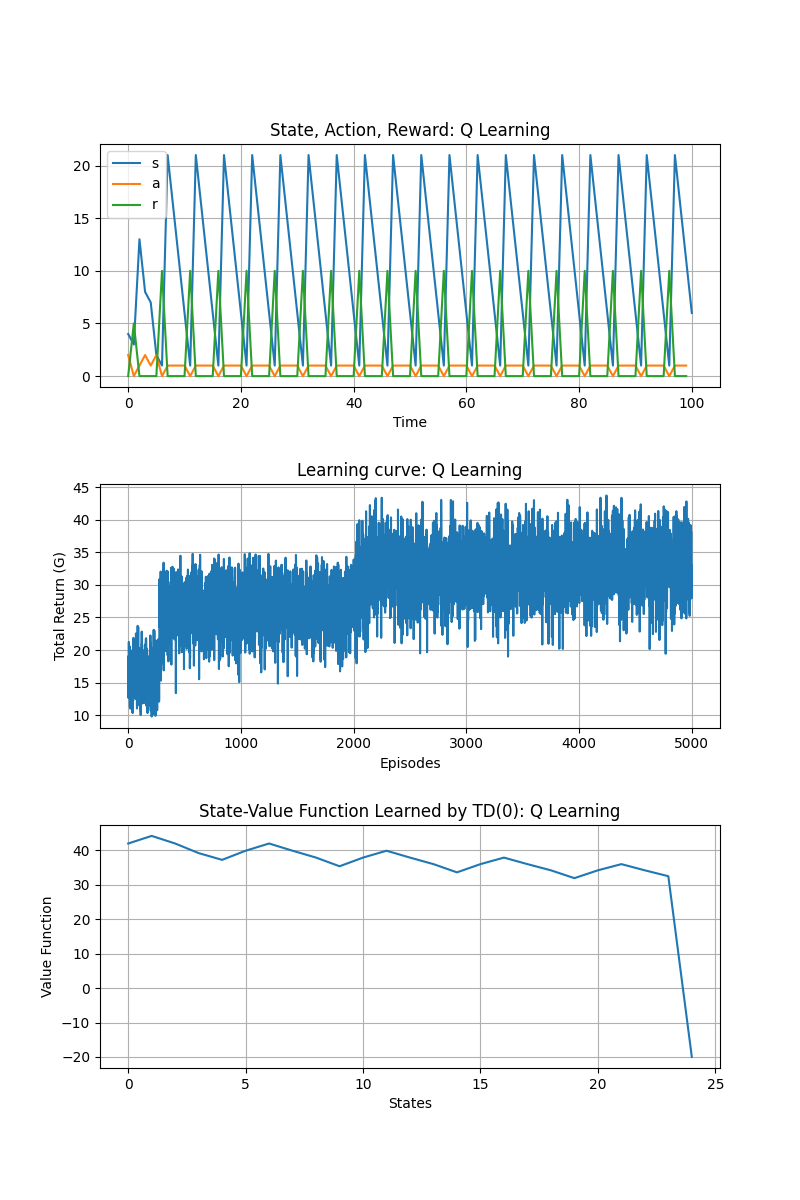 State, Action, Reward: Q Learning
s
a
r
20
15
10
5
0
0 20 40 60 80 100
Time
Learning curve: Q Learning
45
40
35
30
25
20
15
10
Total Return (G)
0 1000 2000 3000 4000 5000
Episodes
State-Value Function Learned by TD(0): Q Learning
40
30
20
10
0
−10
−20
Value Function
0 5 10 15 20 25
States